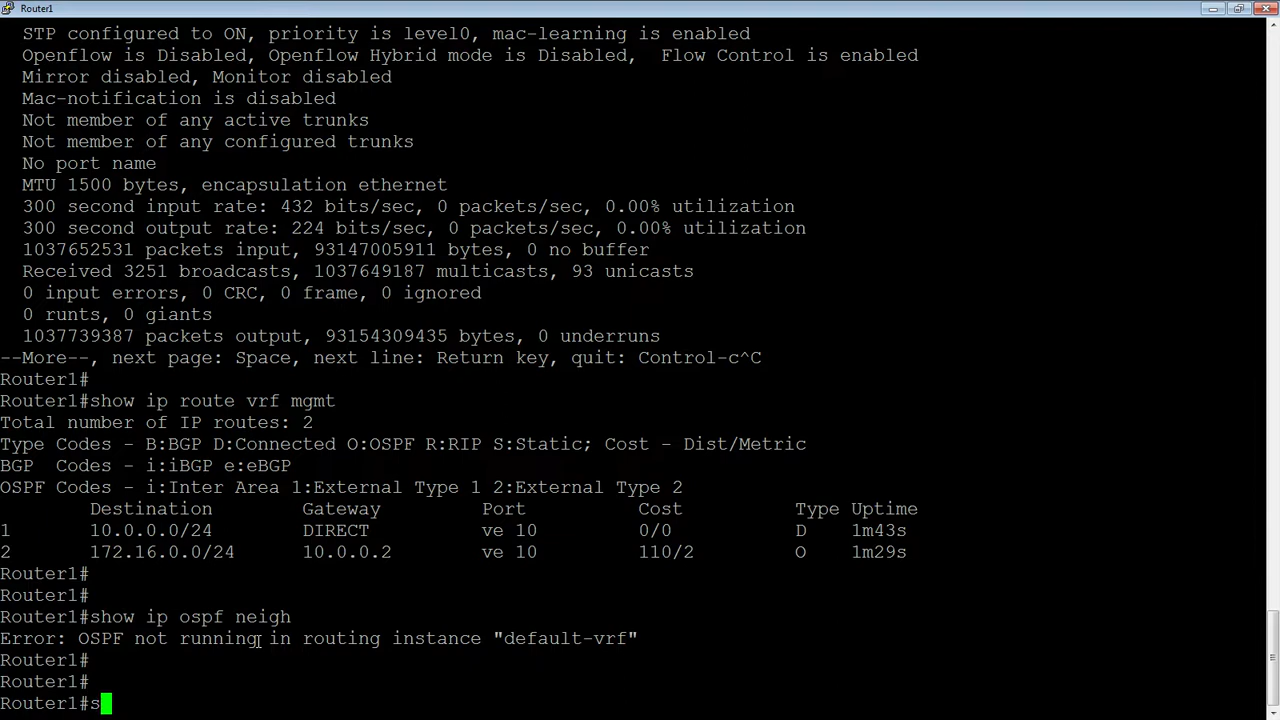 Router1
STP configured to ON, priority is level0, mac-learning is enabled
Openflow is Disabled, Openflow Hybrid mode is Disabled,  Flow Control is enabled
Mirror disabled, Monitor disabled
Mac-notification is disabled
Not member of any active trunks
Not member of any configured trunks
No port name
MTU 1500 bytes, encapsulation ethernet
300 second input rate: 432 bits/sec, 0 packets/sec, 0.00% utilization
300 second output rate: 224 bits/sec, 0 packets/sec, 0.00% utilization
1037652531 packets input, 93147005911 bytes, 0 no buffer
Received 3251 broadcasts, 1037649187 multicasts, 93 unicasts
0 input errors, 0 CRC, 0 frame, 0 ignored
0 runts, 0 giants
1037739387 packets output, 93154309435 bytes, 0 underruns
--More--, next page: Space, next line: Return key, quit: Control-c^C
Router1#
Router1#show ip route vrf mgmt
Total number of IP routes: 2
Type Codes - B:BGP D:Connected O:OSPF R:RIP S:Static; Cost - Dist/Metric
BGP  Codes - i:iBGP e:eBGP
OSPF Codes - i:Inter Area 1:External Type 1 2:External Type 2
        Destination        Gateway         Port          Cost          Type Uptime
1       10.0.0.0/24        DIRECT          ve 10         0/0           D    1m43s
2       172.16.0.0/24      10.0.0.2        ve 10         110/2         O    1m29s
Router1#
Router1#
Router1#show ip ospf neigh
Error: OSPF not running in routing instance "default-vrf"
Router1#
Router1#
Router1#s